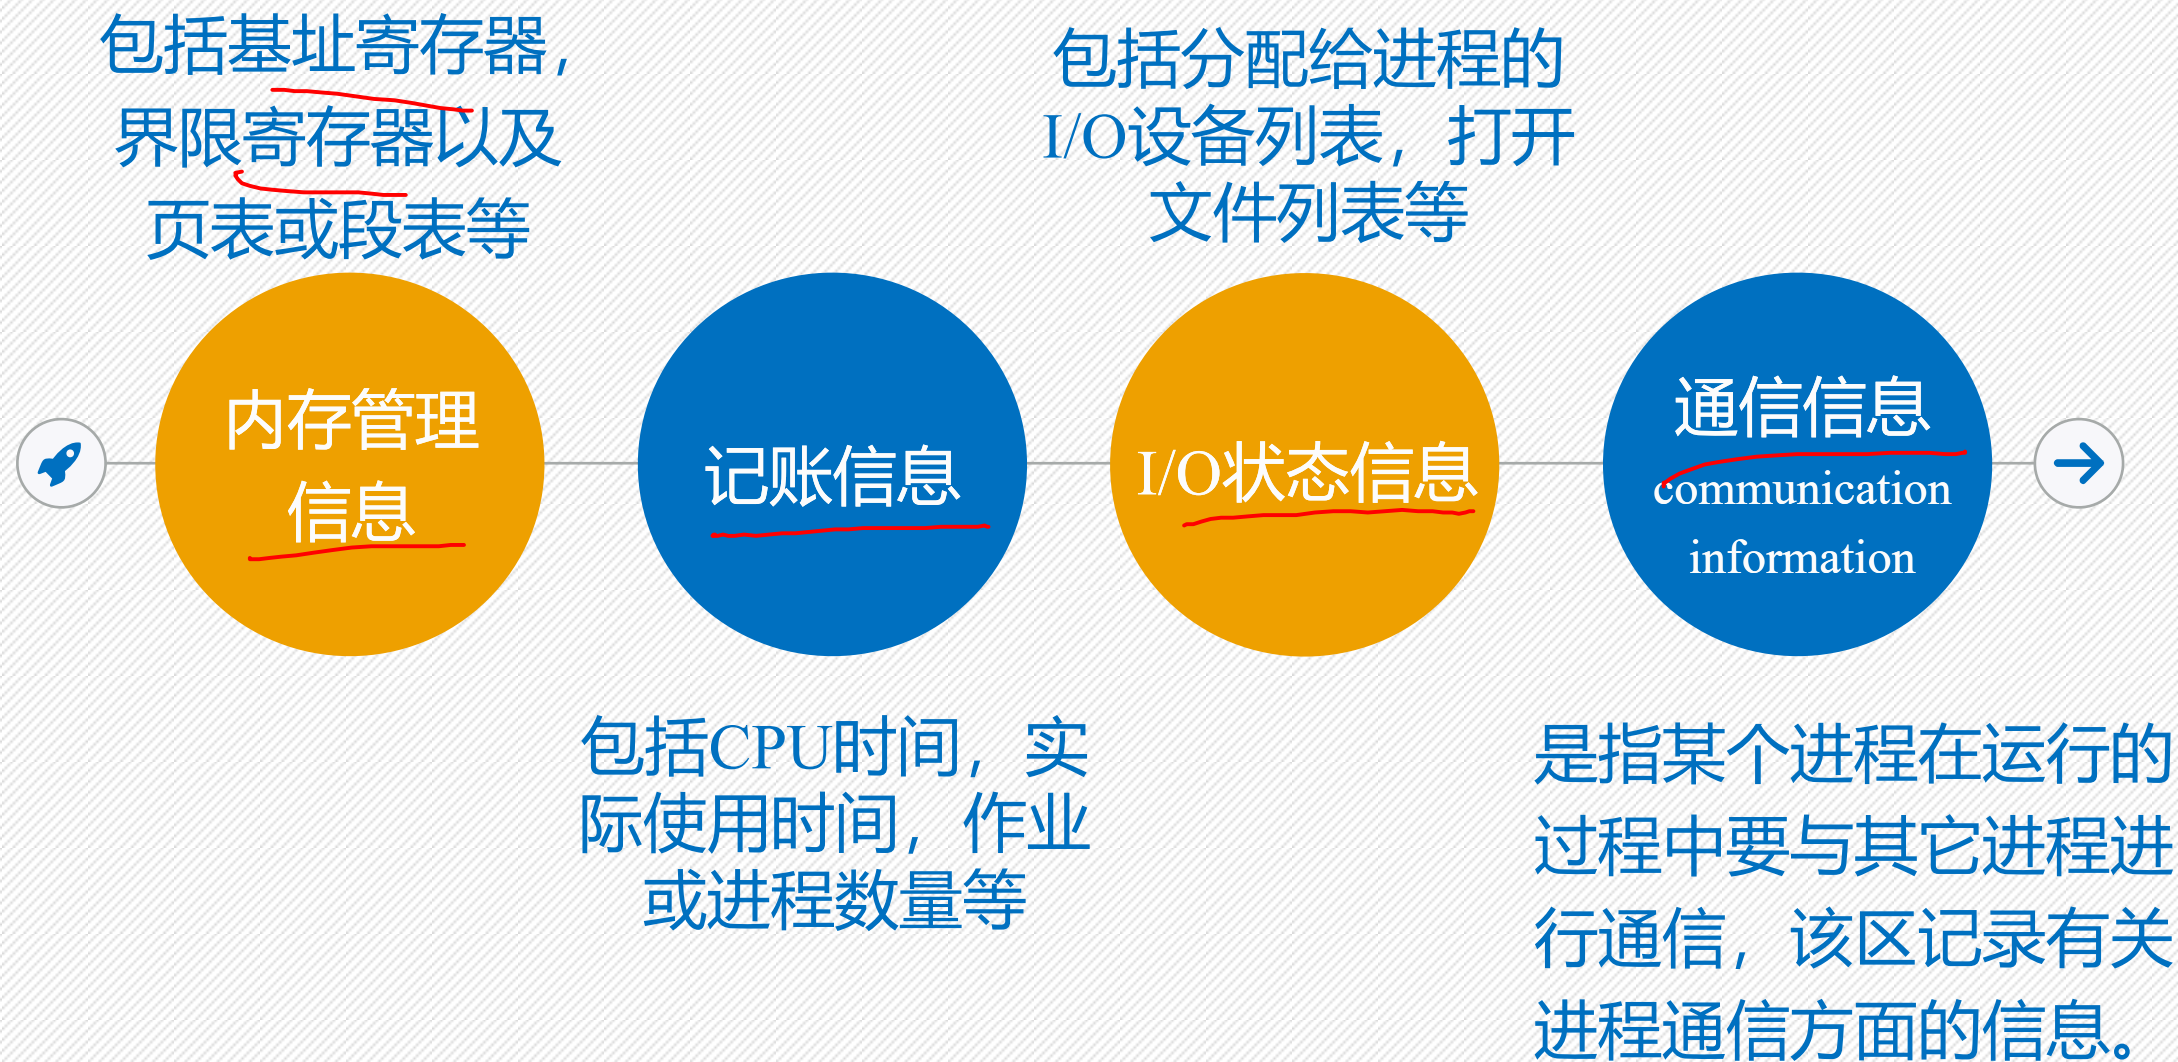 包括基址寄存器，
界限寄存器以及
页表或段表等
包括分配给进程的
I/O设备列表，打开
文件列表等
内存管理
信息
记账信息
I/O状态信息
通信信息
communication
information
包括CPU时间，实
际使用时间，作业
或进程数量等
是指某个进程在运行的
过程中要与其它进程进
行通信，该区记录有关
进程通信方面的信息。